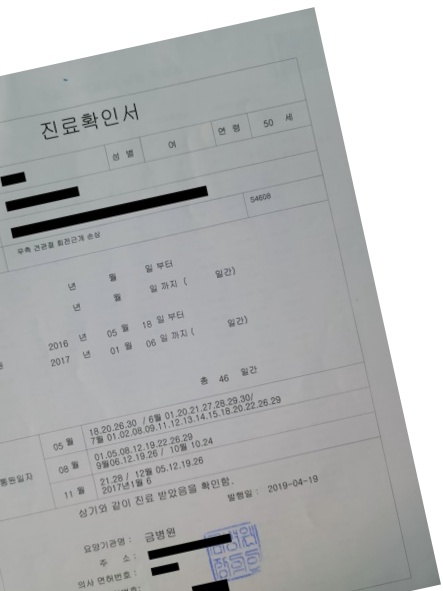 진료확인서
성 별 여 연 령 50 세
우측 견관절 회전근개 손상 S4608
년 월 일 부터
년 월 일 까지 ( 일간)
2016 년 05 월 18 일 부터
2017 년 01 월 06 일 까지 ( 일간)
총 46 일간
통원일자
05 월 18.20.26.30 / 6월 01.20.21.27.28.29.30/
7월 01.02.08.09.11.12.13.14.15.18.20.22.26.29
08 월 01.05.08.12.19.22.26.29
9월06.12.19.26 / 10월 10.24
11 월 21.28 / 12월 05.12.19.26
2017년1월 6
상기와 같이 진료 받았음을 확인함.
발행일 : 2019-04-19
요양기관명 : 금병원
주 소 :
의사 면허번호 :